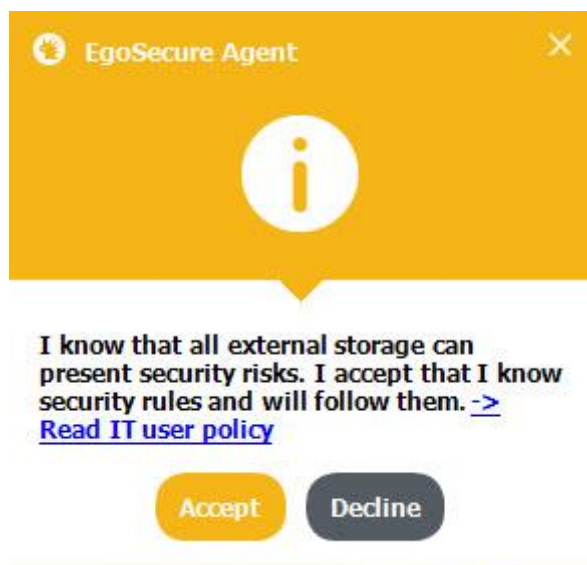 EgoSecure Agent
I know that all external storage can
present security risks. I accept that I know
security rules and will follow them. ->
Read IT user policy
Accept
Decline